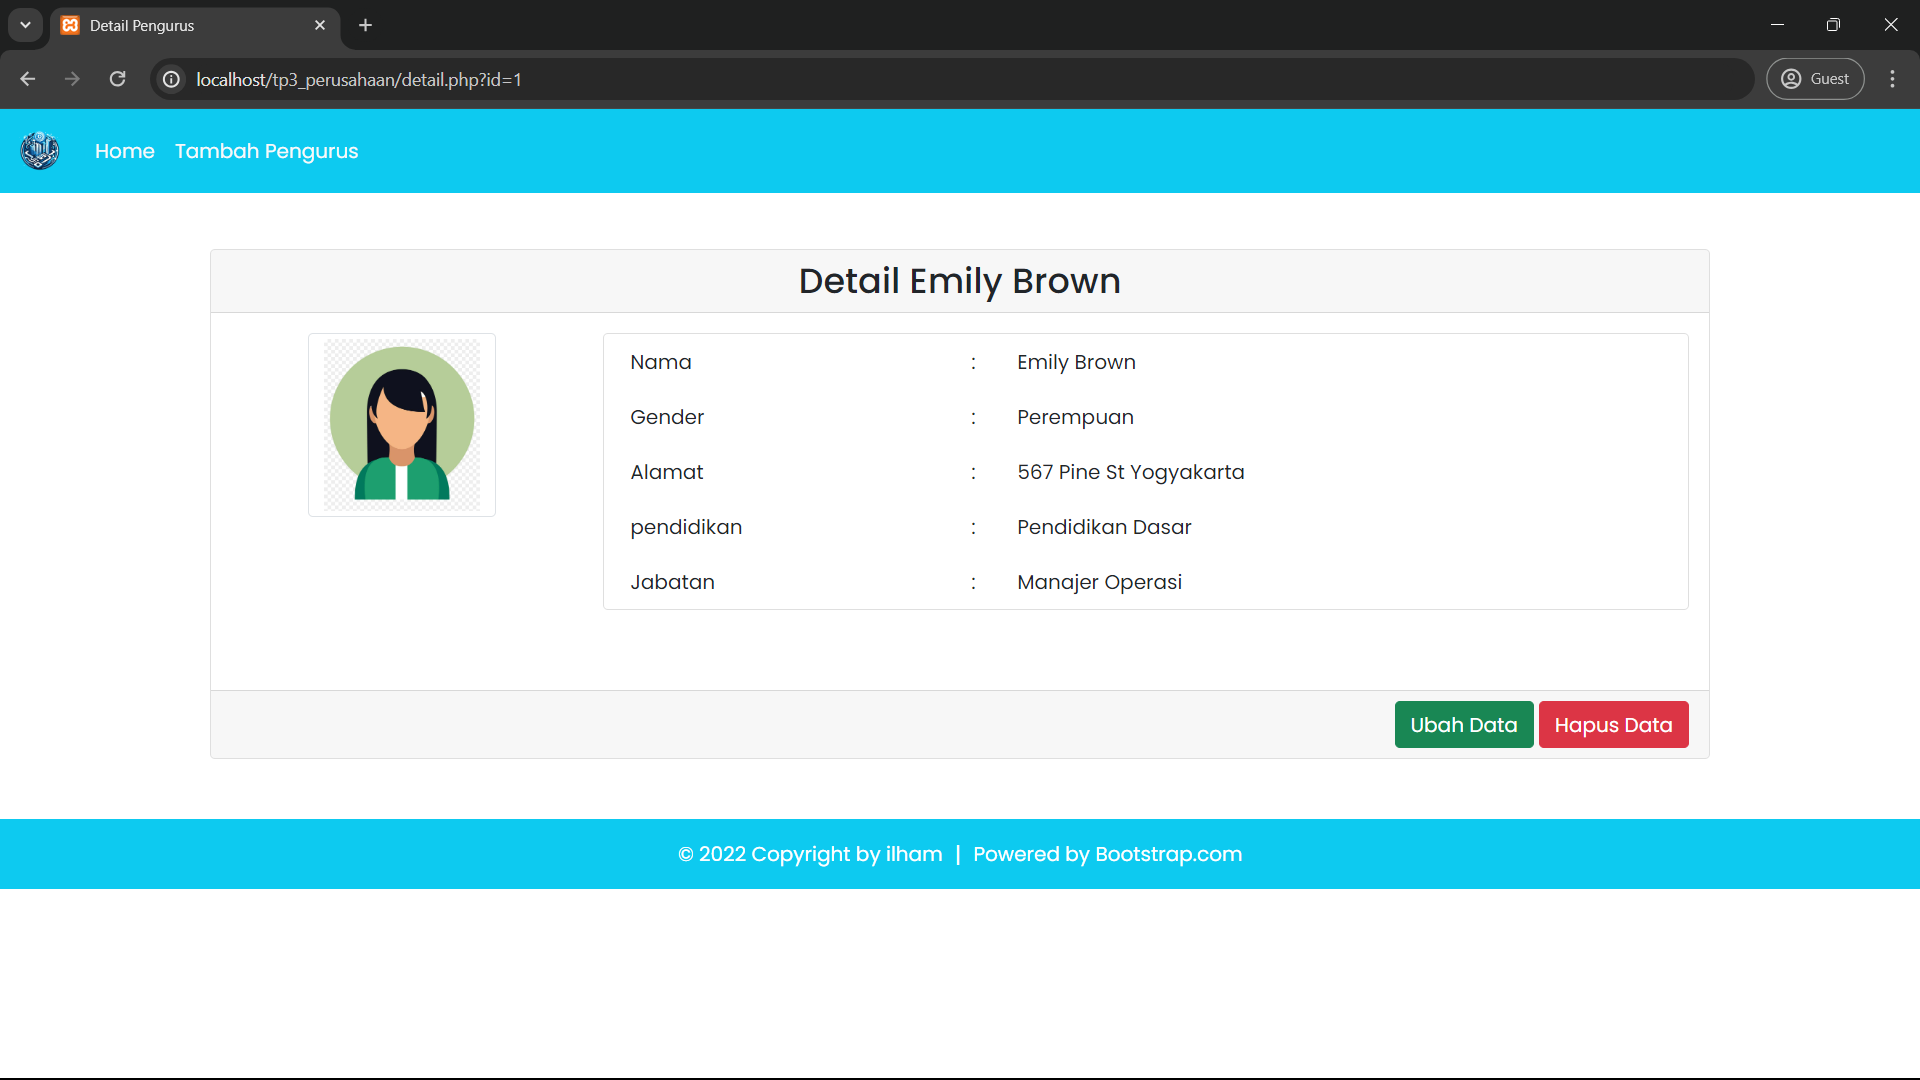 Detail Pengurus
localhost/tp3_perusahaan/detail.php?id=1
Guest
Home Tambah Pengurus
Detail Emily Brown
Nama : Emily Brown
Gender : Perempuan
Alamat : 567 Pine St Yogyakarta
pendidikan : Pendidikan Dasar
Jabatan : Manajer Operasi
Ubah Data Hapus Data
© 2022 Copyright by ilham | Powered by Bootstrap.com